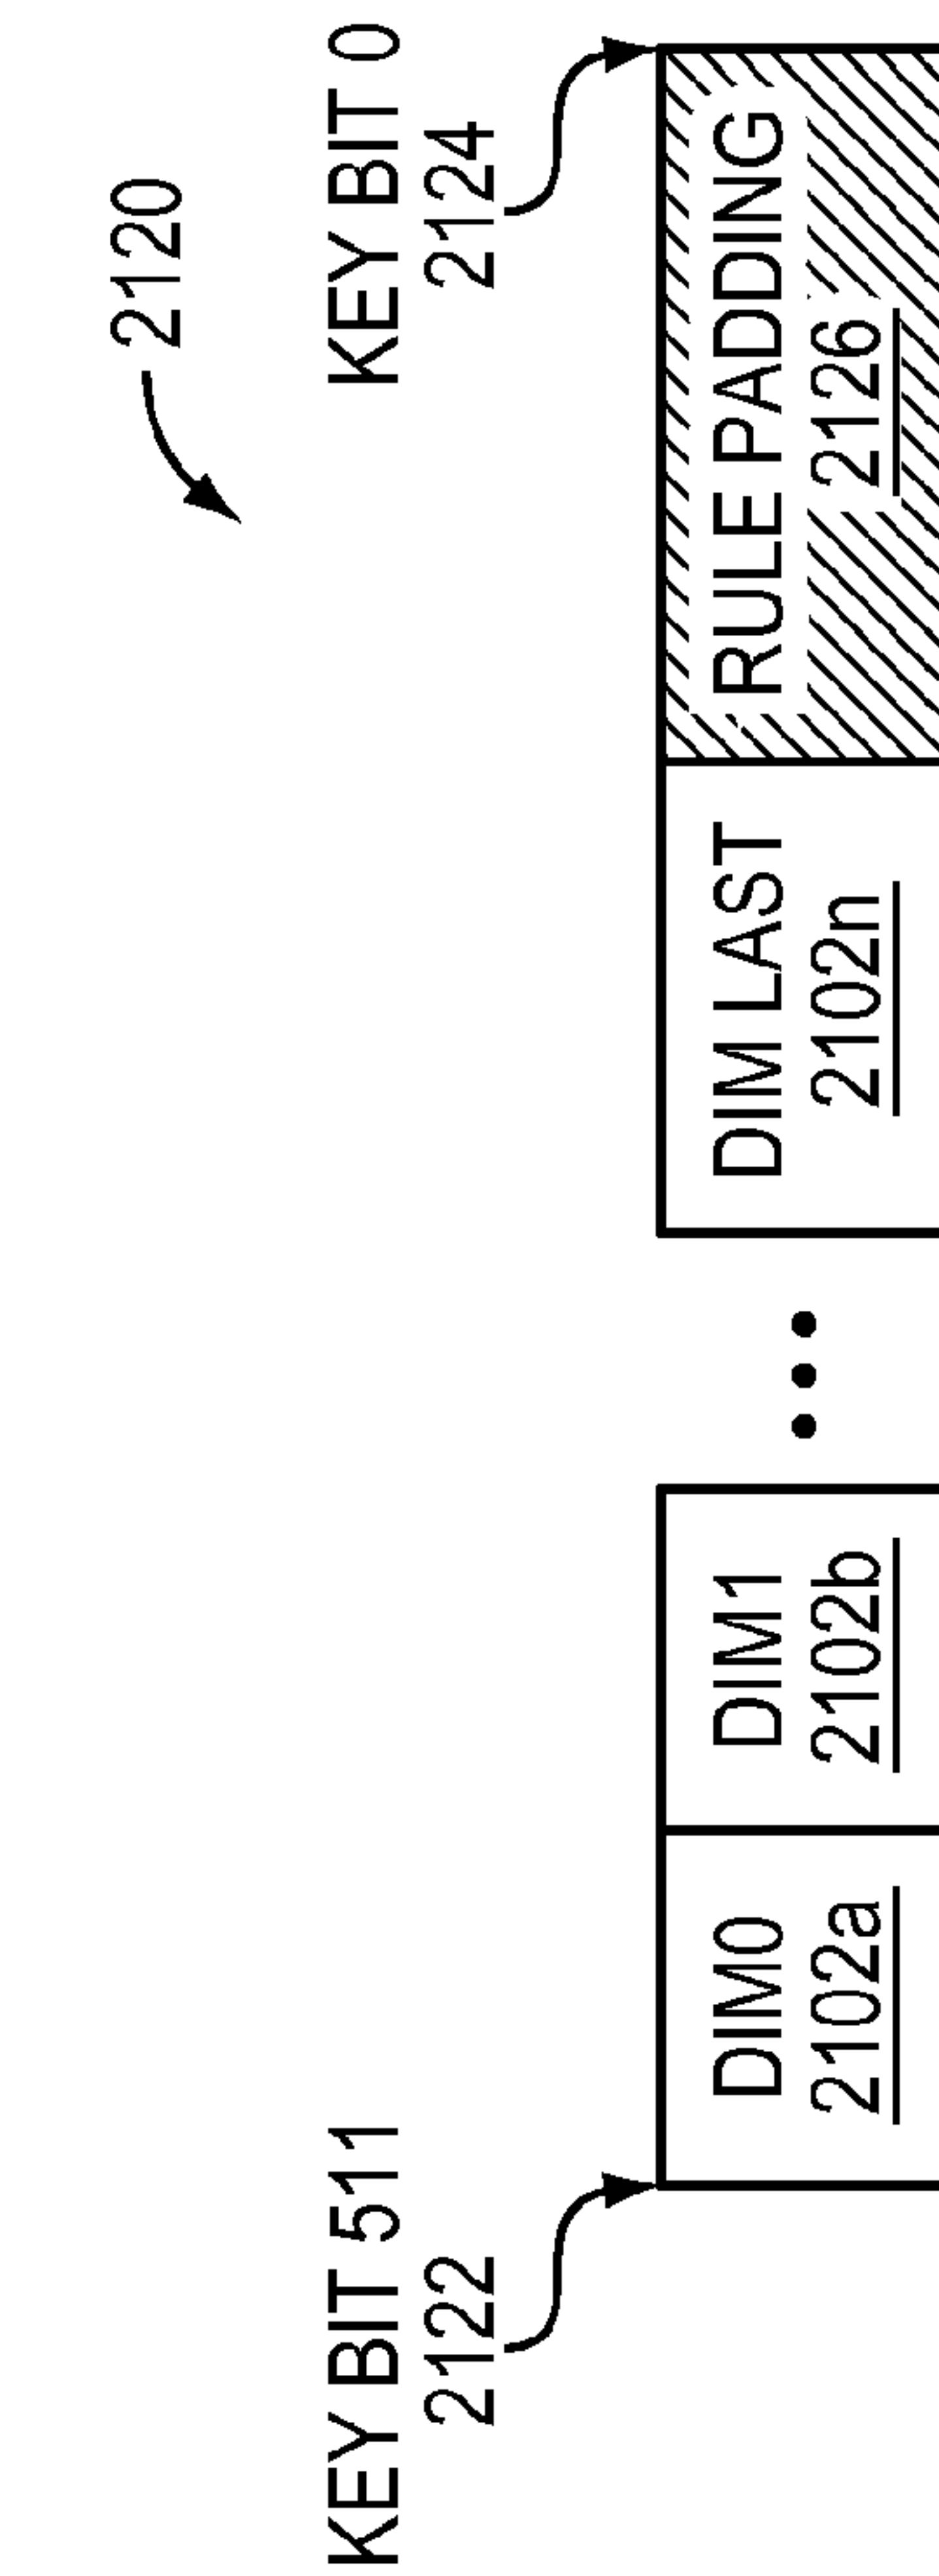 2120
KEY BIT 511
2122
KEY BIT 0
2124
DIM0
2102a
DIM1
2102b
DIM LAST
2102n
RULE PADDING
2126